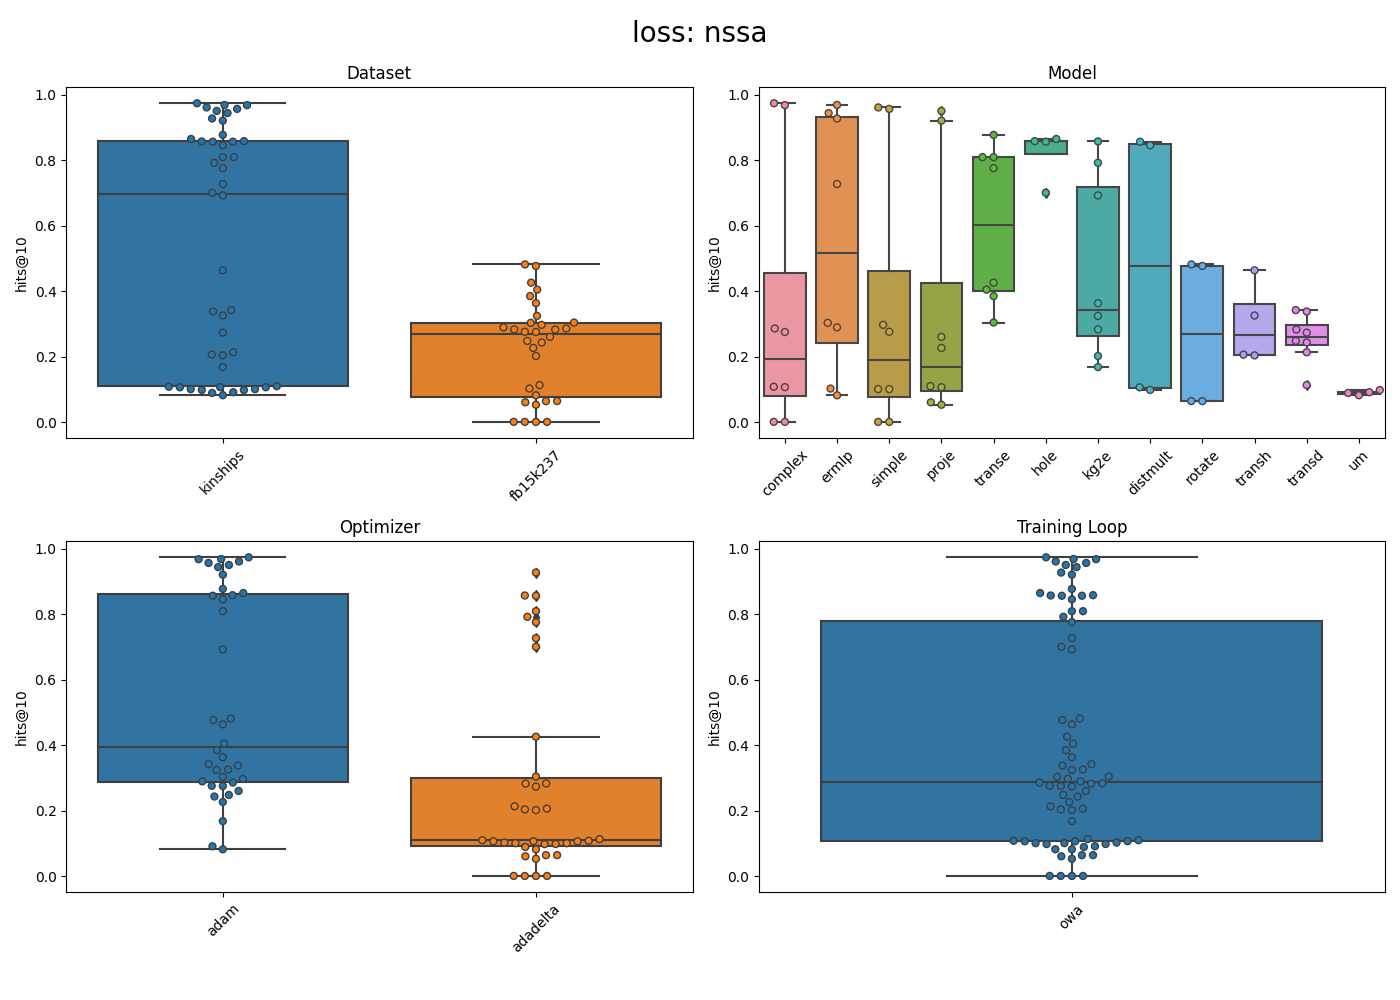 loss: nssa
Dataset
hits@10
1.0
0.8
0.6
0.4
0.2
0.0
kinships
fb15k237
Model
hits@10
1.0
0.8
0.6
0.4
0.2
0.0
complex
ermlp
simple
proje
transe
hole
kg2e
distmult
rotate
transh
transd
um
Optimizer
hits@10
1.0
0.8
0.6
0.4
0.2
0.0
adam
adadelta
Training Loop
hits@10
1.0
0.8
0.6
0.4
0.2
0.0
owa